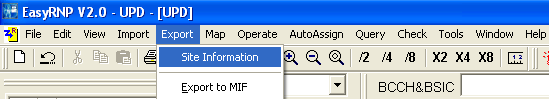 EasyRNP V2.0 - UPD - [UPD]
File Edit View Import Export Map Operate AutoAssign Query Check Tools Window Help
Site Information
/2 /4 /8 X2 X4 X8
Export to MIF
BCCH&BSIC